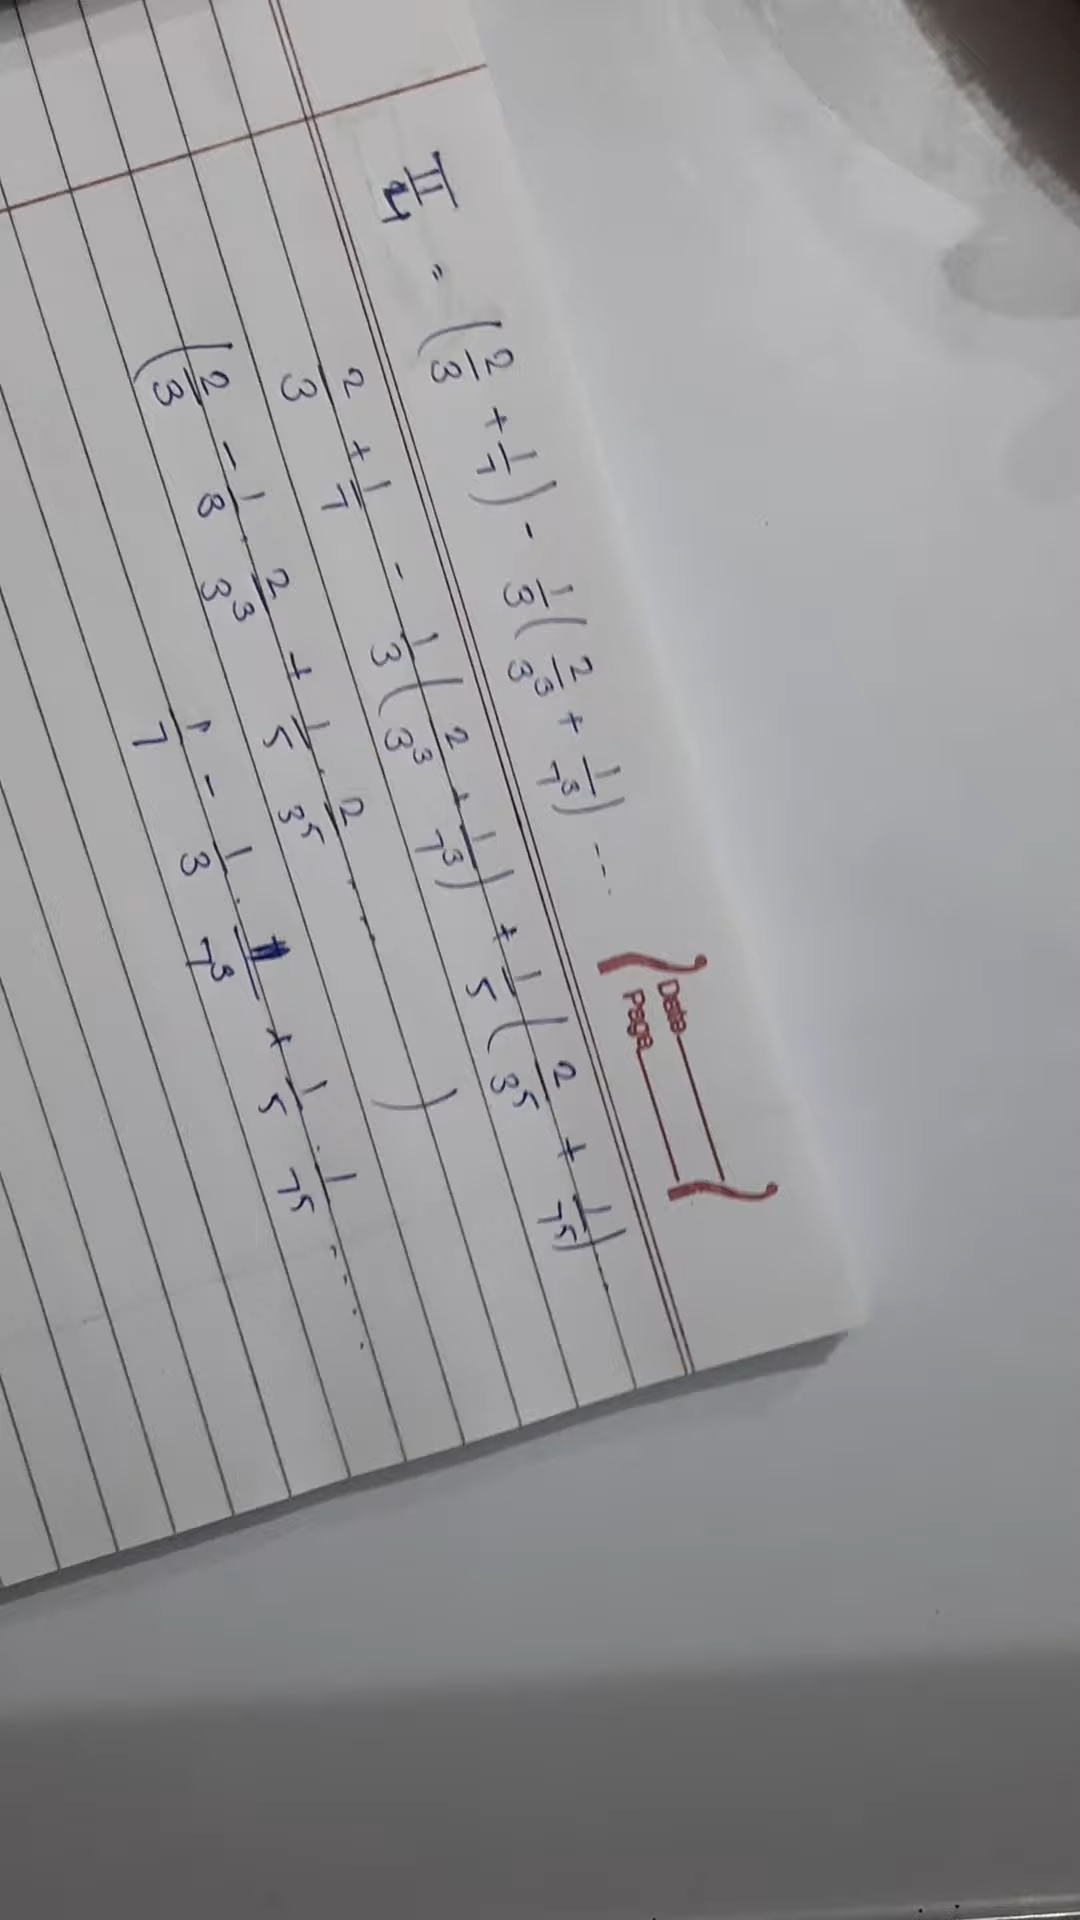 Date
Page
π/4 = (2/3 + 1/7) - 1/3 (2/3³ + 1/7³) ---
2/3 + 1/7 - 1/3 (2/3³ + 1/7³) + 1/5 (2/3⁵ + 1/7⁵) ...
(2/3 - 1/3 . 2/3³ + 1/5 . 2/3⁵ ..... )
1/7 - 1/3 . 1/7³ + 1/5 . 1/7⁵ .....